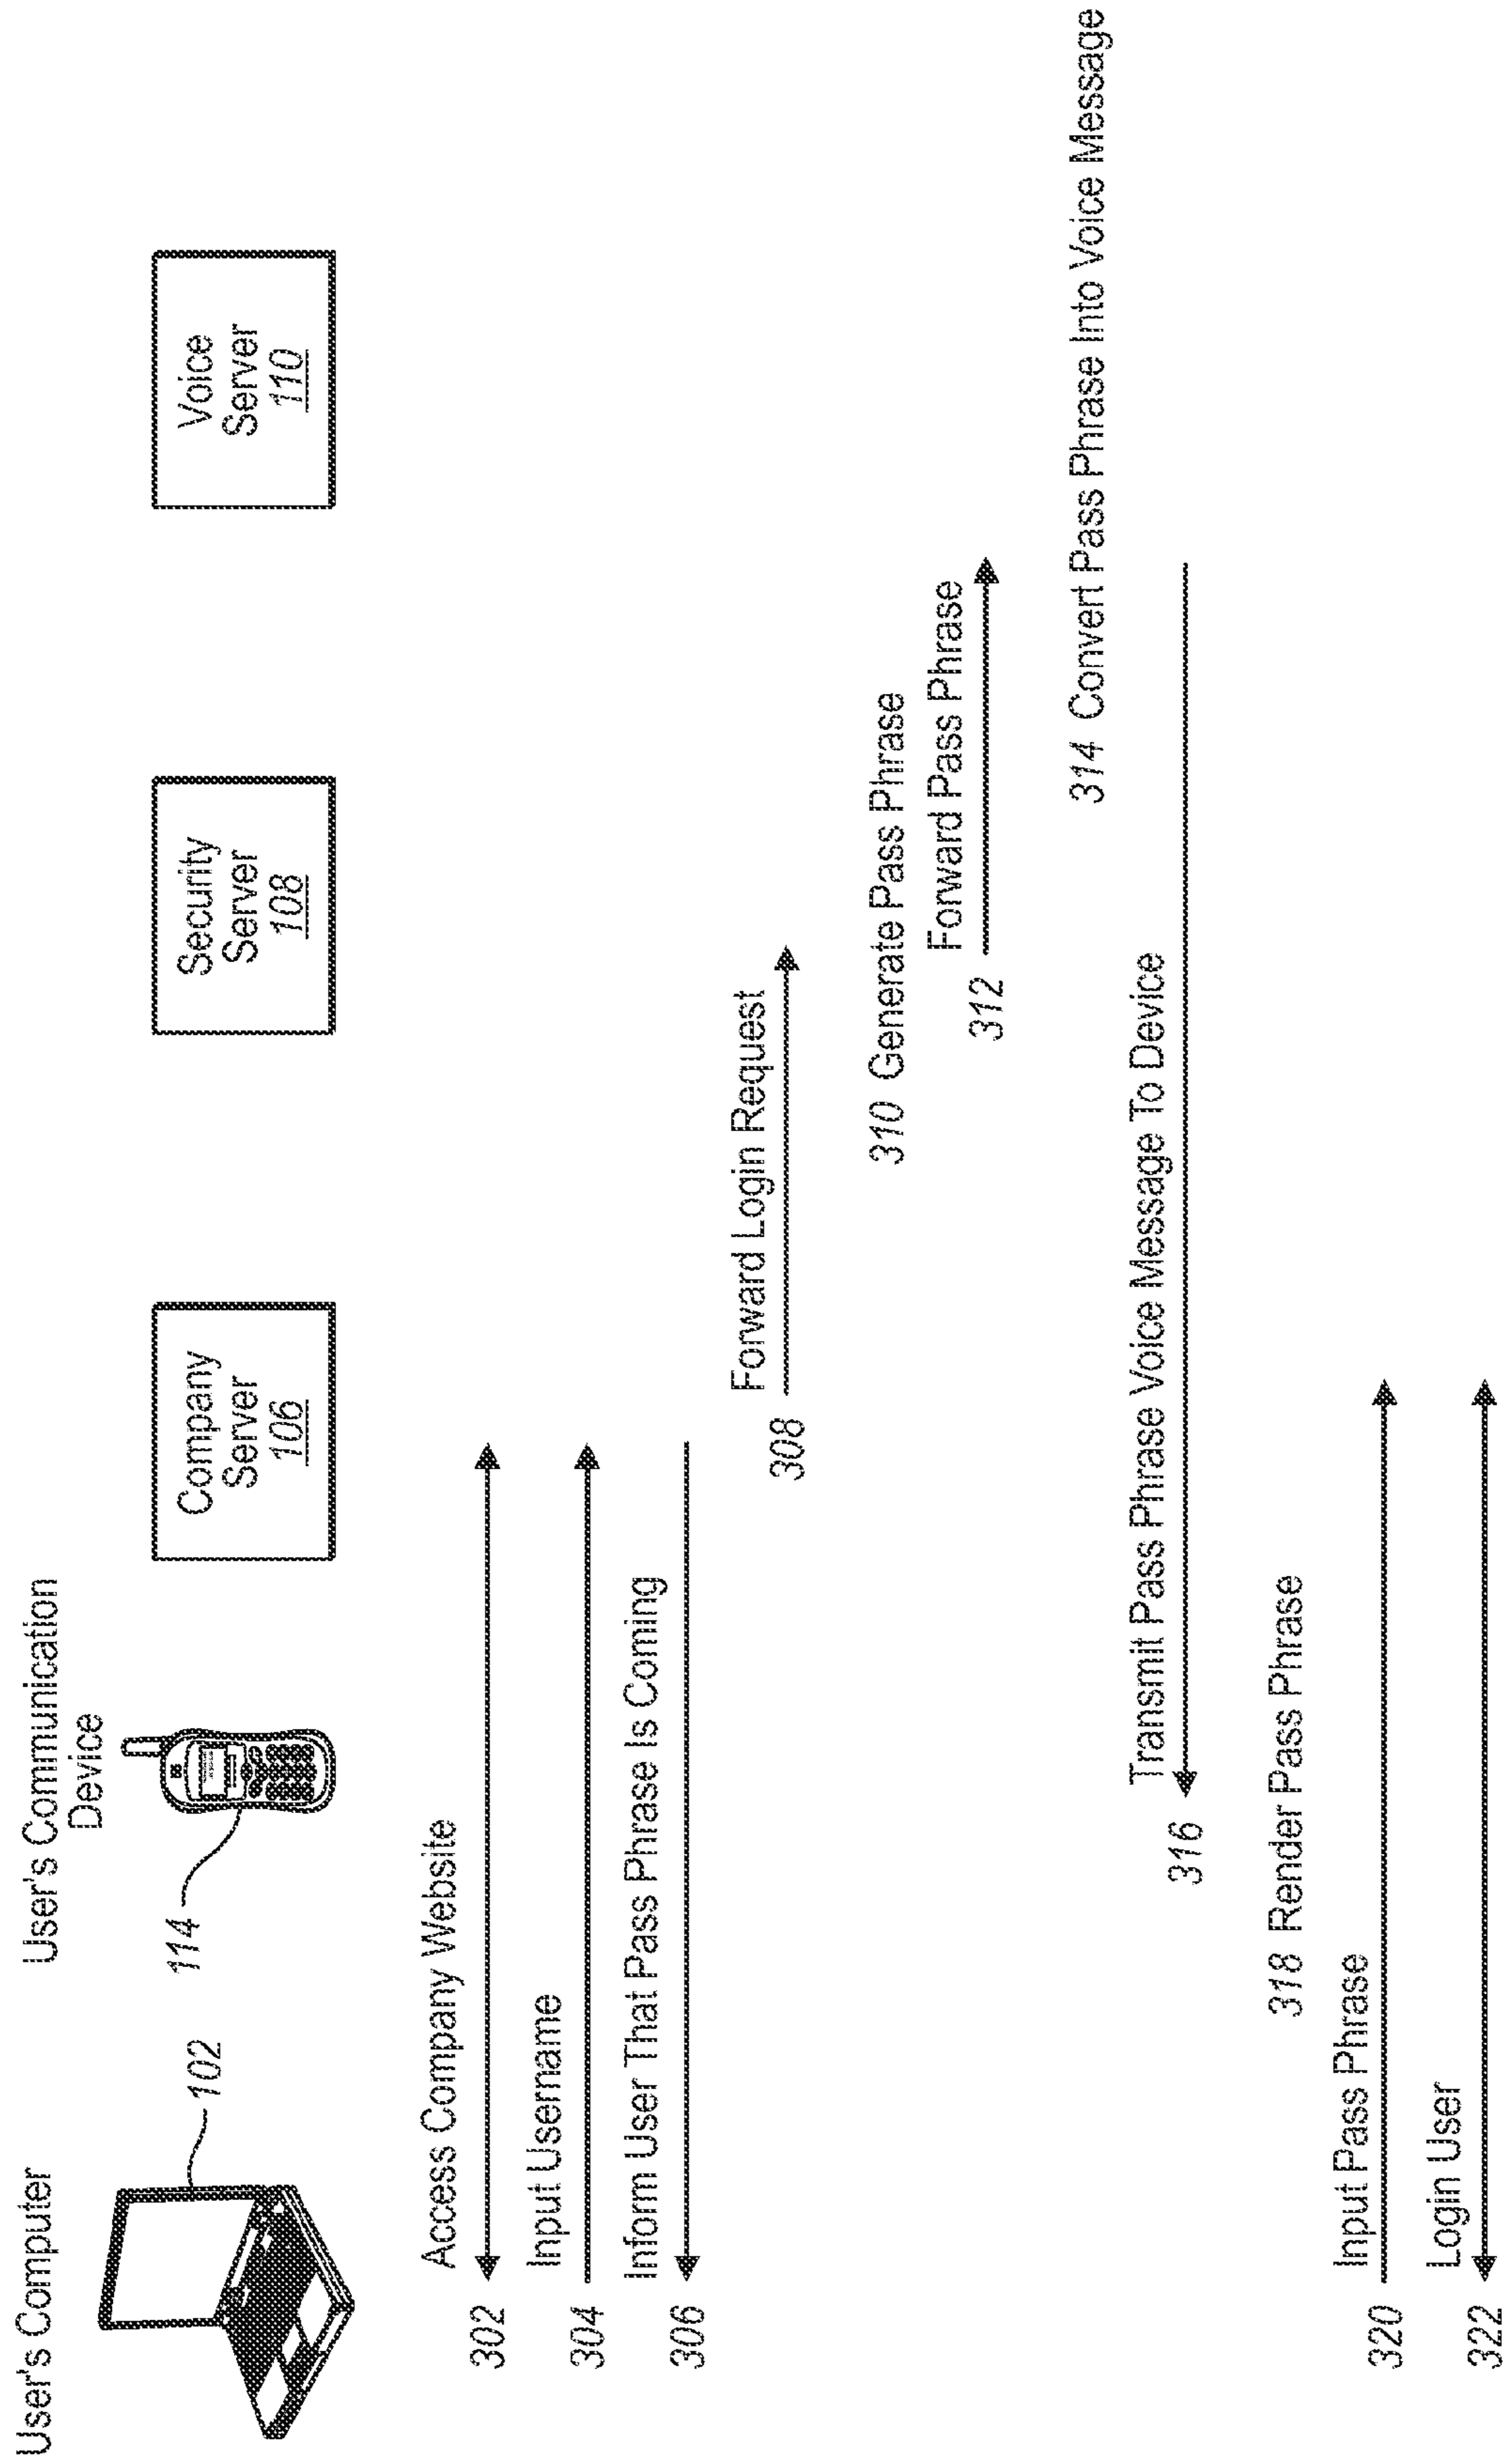 User's Computer
102
User's Communication
Device
114
Company
Server
106
Security
Server
108
Voice
Server
110
Access Company Website
302
Input Username
304
Inform User That Pass Phrase Is Coming
306
Forward Login Request
308
310 Generate Pass Phrase
Forward Pass Phrase
312
314 Convert Pass Phrase Into Voice Message
Transmit Pass Phrase Voice Message To Device
316
318 Render Pass Phrase
Input Pass Phrase
320
Login User
322